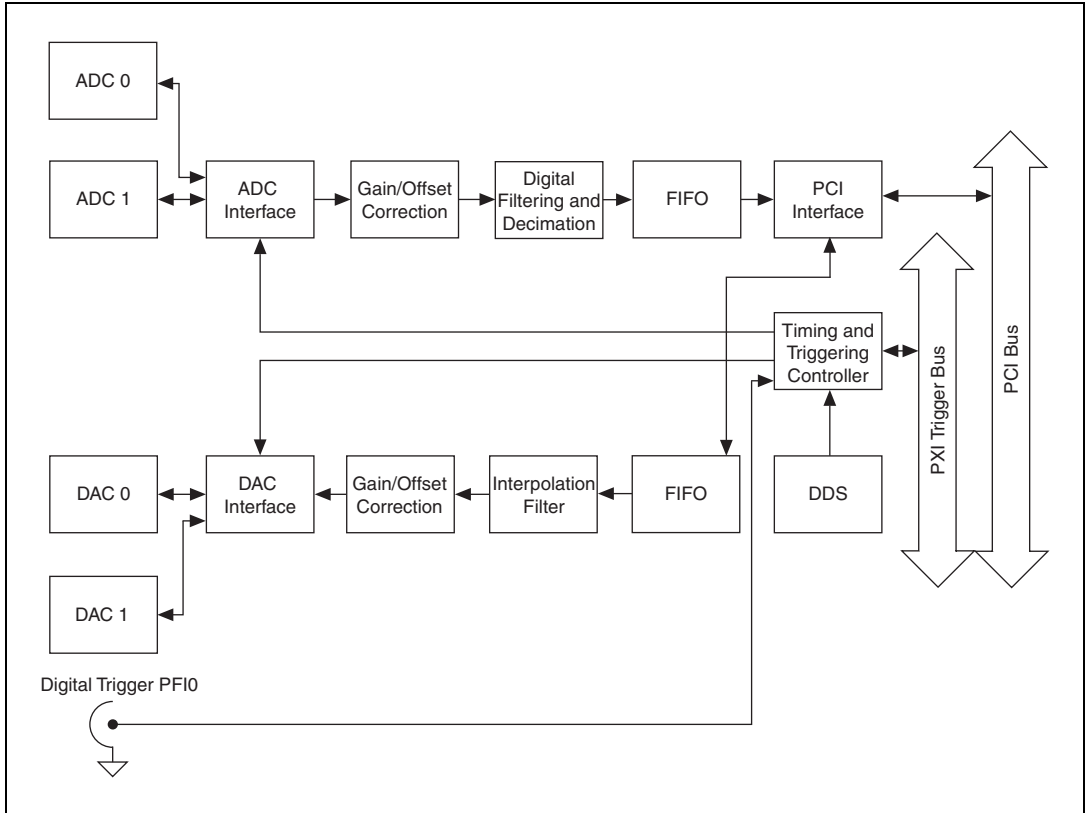 ADC 0
ADC 1
ADC
Interface
Gain/Offset
Correction
Digital
Filtering and
Decimation
FIFO
PCI
Interface
Timing and
Triggering
Controller
PXI Trigger Bus
PCI Bus
DAC 0
DAC
Interface
Gain/Offset
Correction
Interpolation
Filter
FIFO
DDS
DAC 1
Digital Trigger PFI0